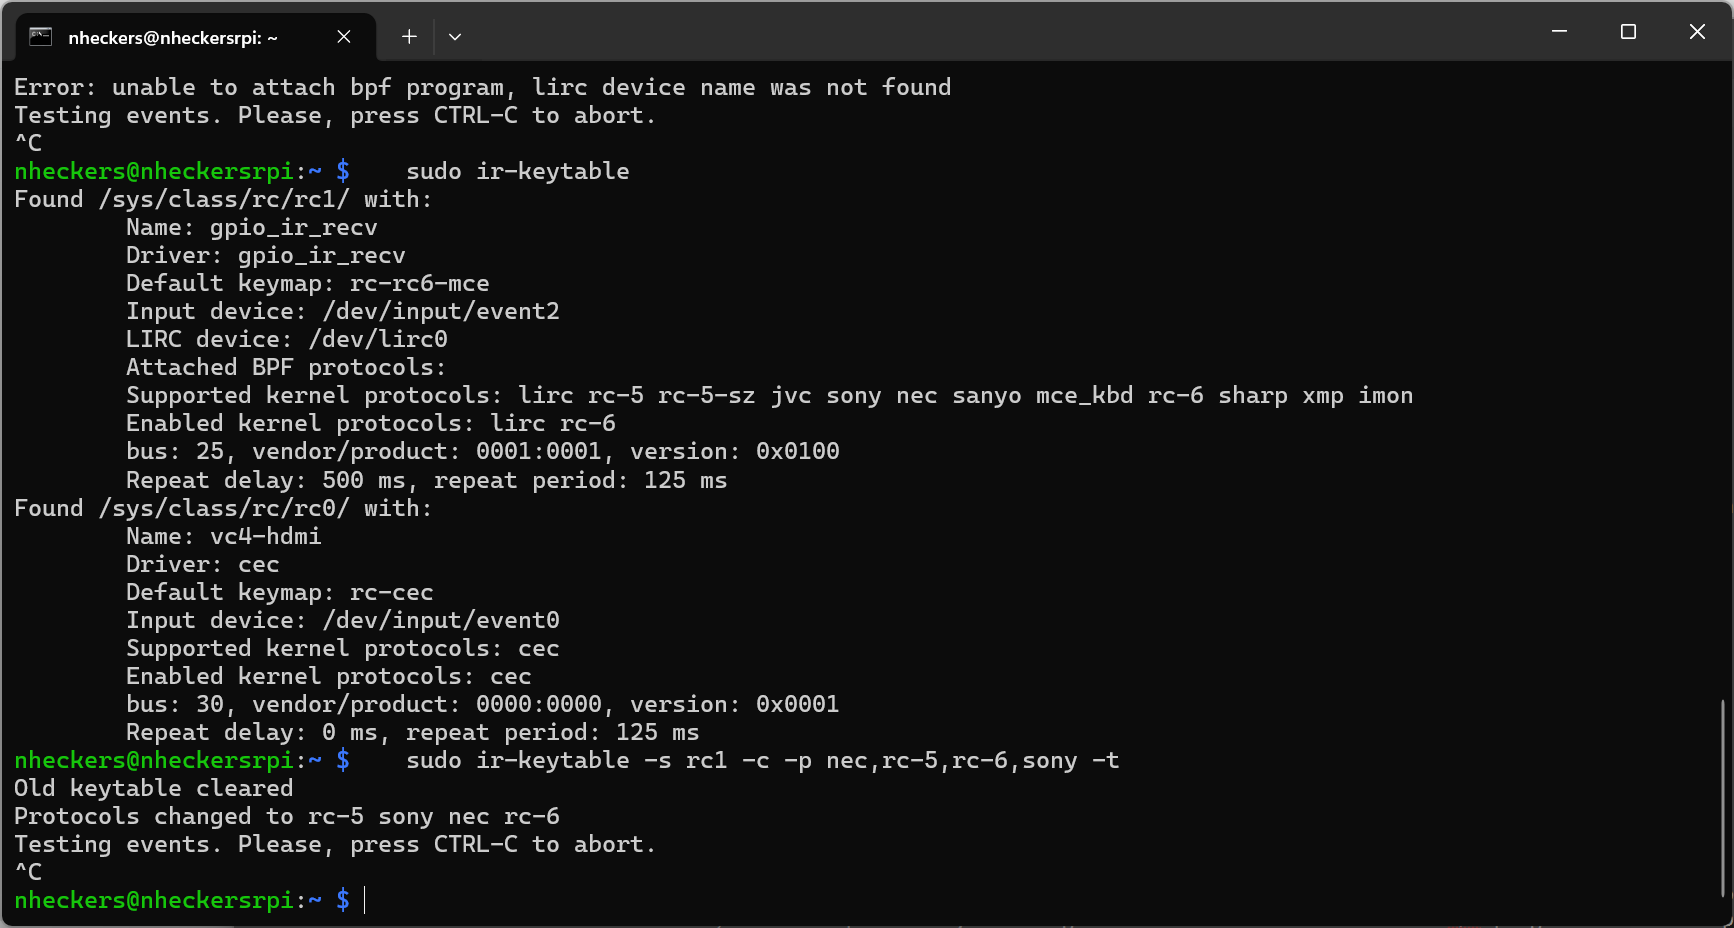 nheckers@nheckersrpi: ~
Error: unable to attach bpf program, lirc device name was not found
Testing events. Please, press CTRL-C to abort.
^C
nheckers@nheckersrpi:~ $    sudo ir-keytable
Found /sys/class/rc/rc1/ with:
        Name: gpio_ir_recv
        Driver: gpio_ir_recv
        Default keymap: rc-rc6-mce
        Input device: /dev/input/event2
        LIRC device: /dev/lirc0
        Attached BPF protocols:
        Supported kernel protocols: lirc rc-5 rc-5-sz jvc sony nec sanyo mce_kbd rc-6 sharp xmp imon
        Enabled kernel protocols: lirc rc-6
        bus: 25, vendor/product: 0001:0001, version: 0x0100
        Repeat delay: 500 ms, repeat period: 125 ms
Found /sys/class/rc/rc0/ with:
        Name: vc4-hdmi
        Driver: cec
        Default keymap: rc-cec
        Input device: /dev/input/event0
        Supported kernel protocols: cec
        Enabled kernel protocols: cec
        bus: 30, vendor/product: 0000:0000, version: 0x0001
        Repeat delay: 0 ms, repeat period: 125 ms
nheckers@nheckersrpi:~ $    sudo ir-keytable -s rc1 -c -p nec,rc-5,rc-6,sony -t
Old keytable cleared
Protocols changed to rc-5 sony nec rc-6
Testing events. Please, press CTRL-C to abort.
^C
nheckers@nheckersrpi:~ $